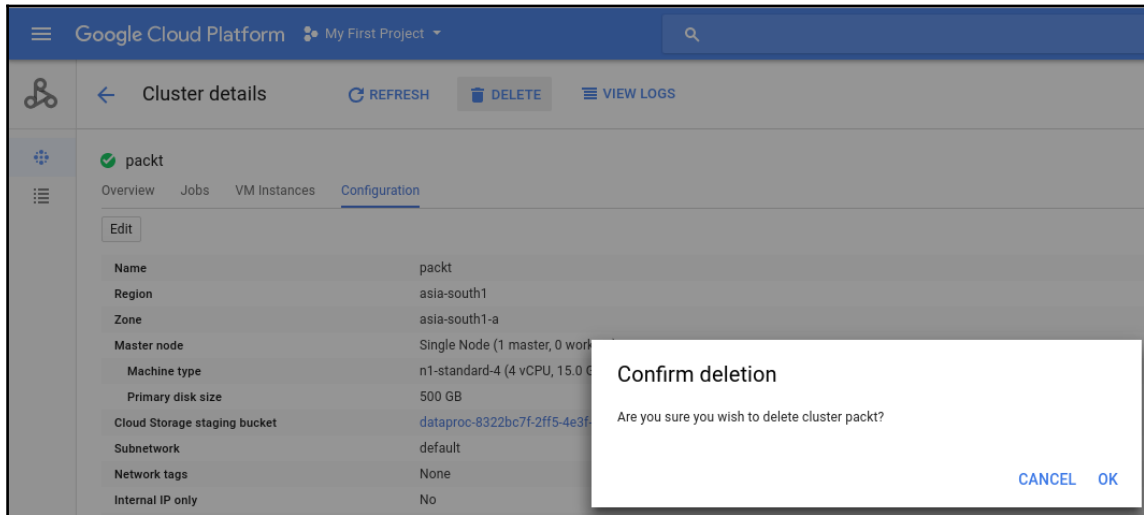 Google Cloud Platform My First Project
Cluster details REFRESH DELETE VIEW LOGS
packt
Overview Jobs VM Instances Configuration
Edit
Name packt
Region asia-south1
Zone asia-south1-a
Master node Single Node (1 master, 0 work
Machine type n1-standard-4 (4 vCPU, 15.0
Primary disk size 500 GB
Cloud Storage staging bucket dataproc-8322bc7f-2ff5-4e3f-
Subnetwork default
Network tags None
Internal IP only No
Confirm deletion
Are you sure you wish to delete cluster packt?
CANCEL OK